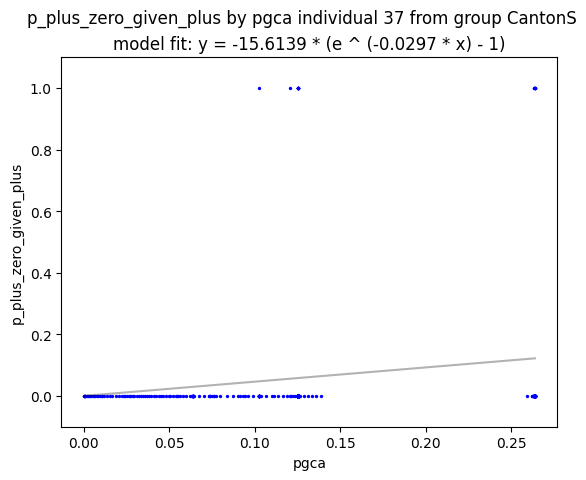 p_plus_zero_given_plus by pgca individual 37 from group CantonS
model fit: y = -15.6139 * (e ^ (-0.0297 * x) - 1)
1.0
0.8
0.6
0.4
0.2
0.0
p_plus_zero_given_plus
0.00 0.05 0.10 0.15 0.20 0.25
pgca